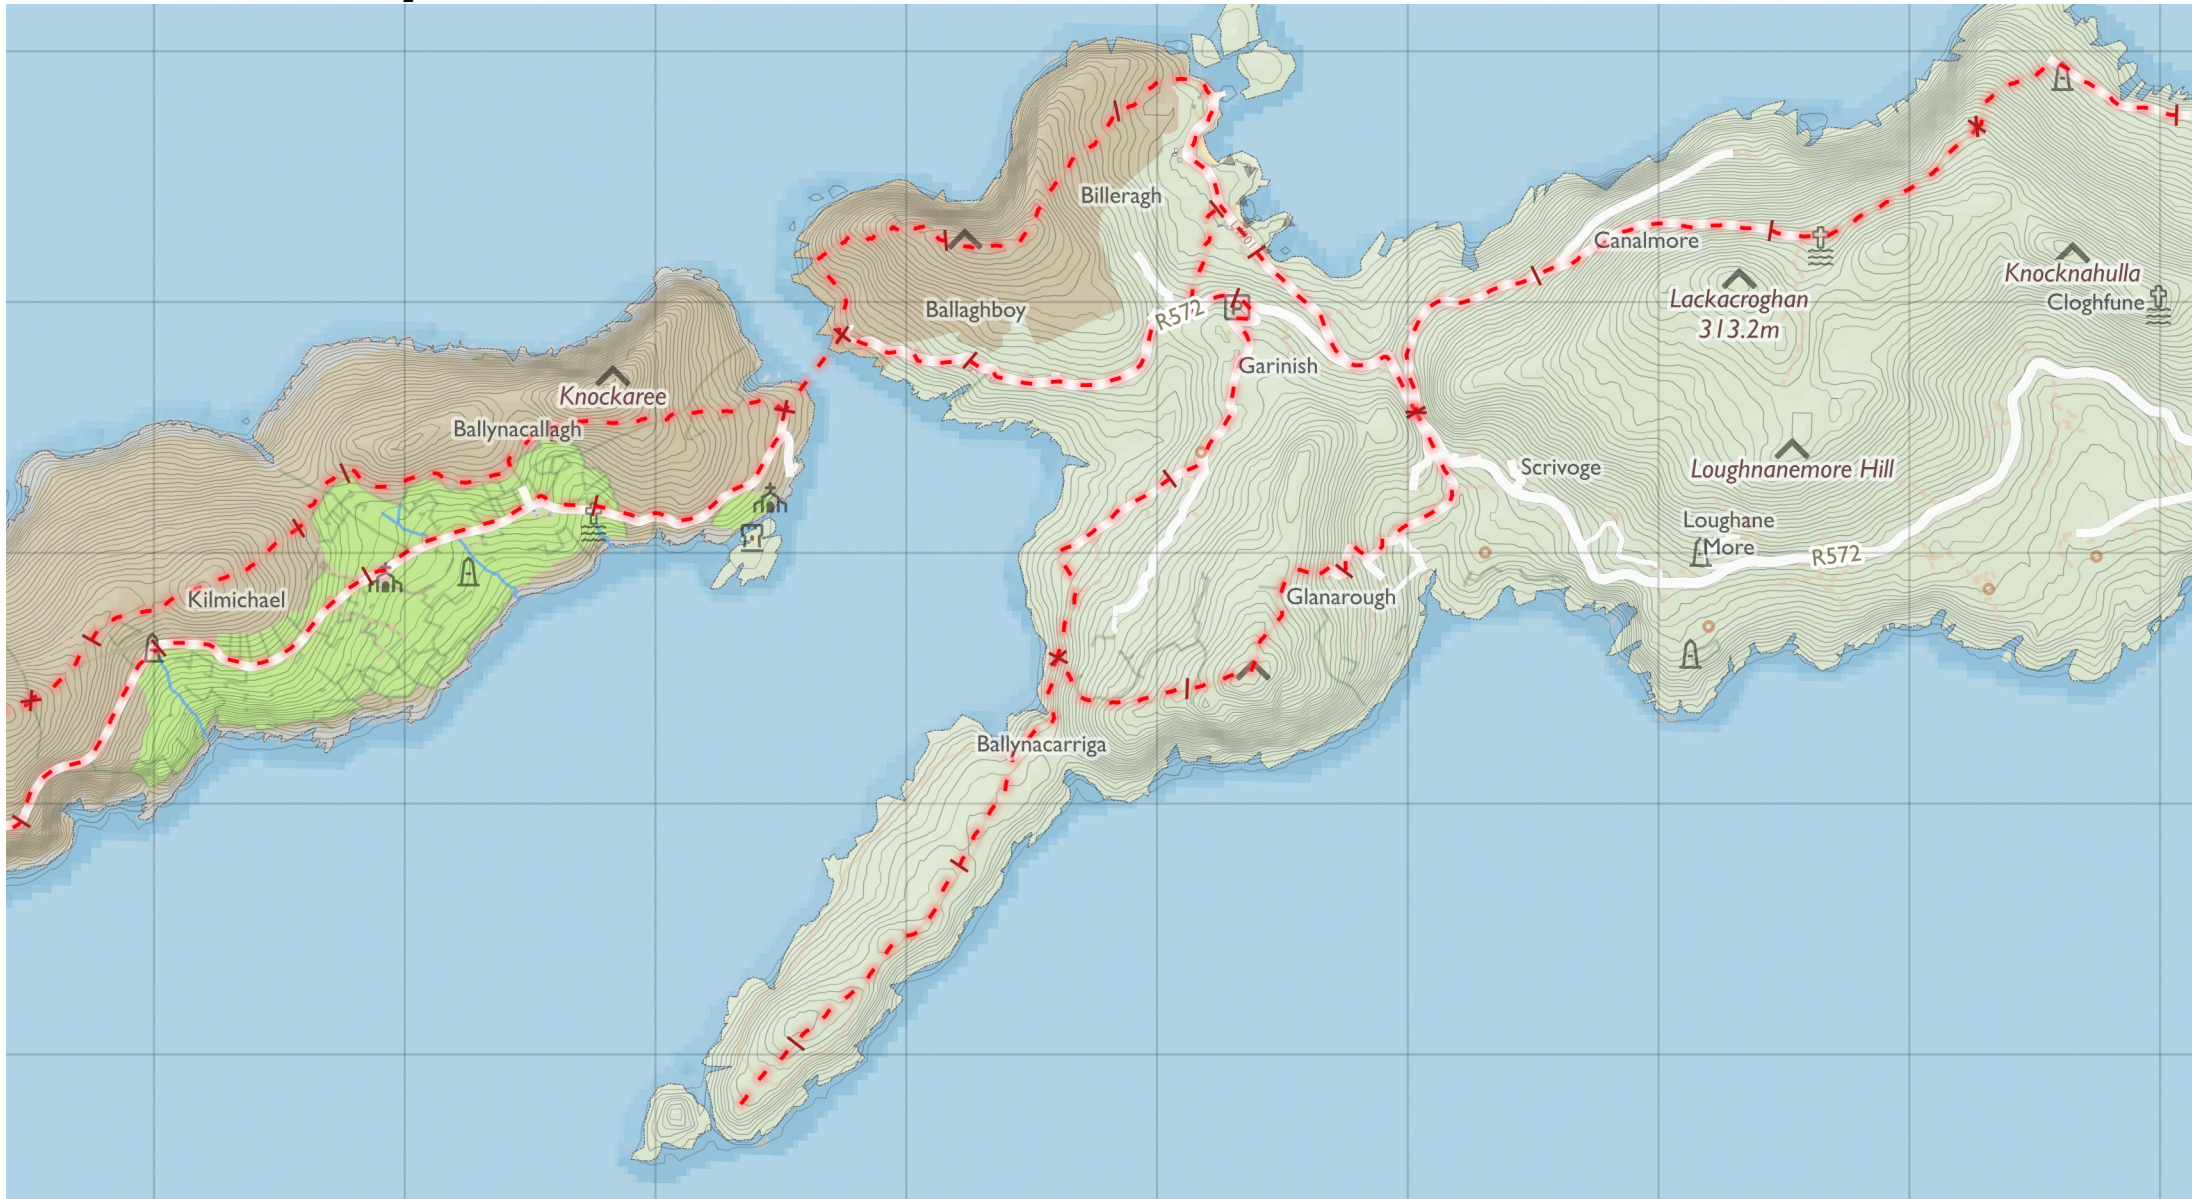 Billeragh
Canalmore
Knocknahulla
Lackacroghan
313.2m
Cloghfune
R572
Ballaghboy
Garinish
Knockaree
Ballynacallagh
Scrivoge
Loughnanemore Hill
Loughane
More
R572
Kilmichael
Glanarough
Ballynacarriga
P